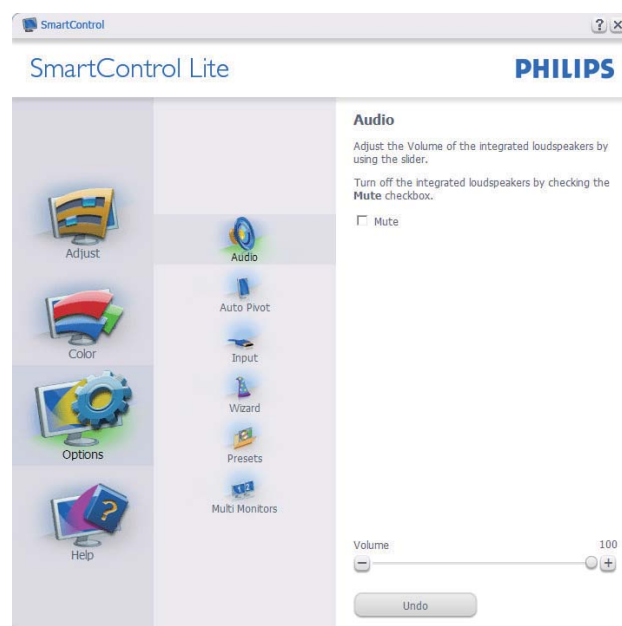 SmartControl
? ×
SmartControl Lite
PHILIPS
Adjust
Color
Options
Help
Audio
Auto Pivot
Input
Wizard
Presets
1 2
Multi Monitors
Audio
Adjust the Volume of the integrated loudspeakers by
using the slider.
Turn off the integrated loudspeakers by checking the
Mute checkbox.
Mute
Volume 100
− +
Undo